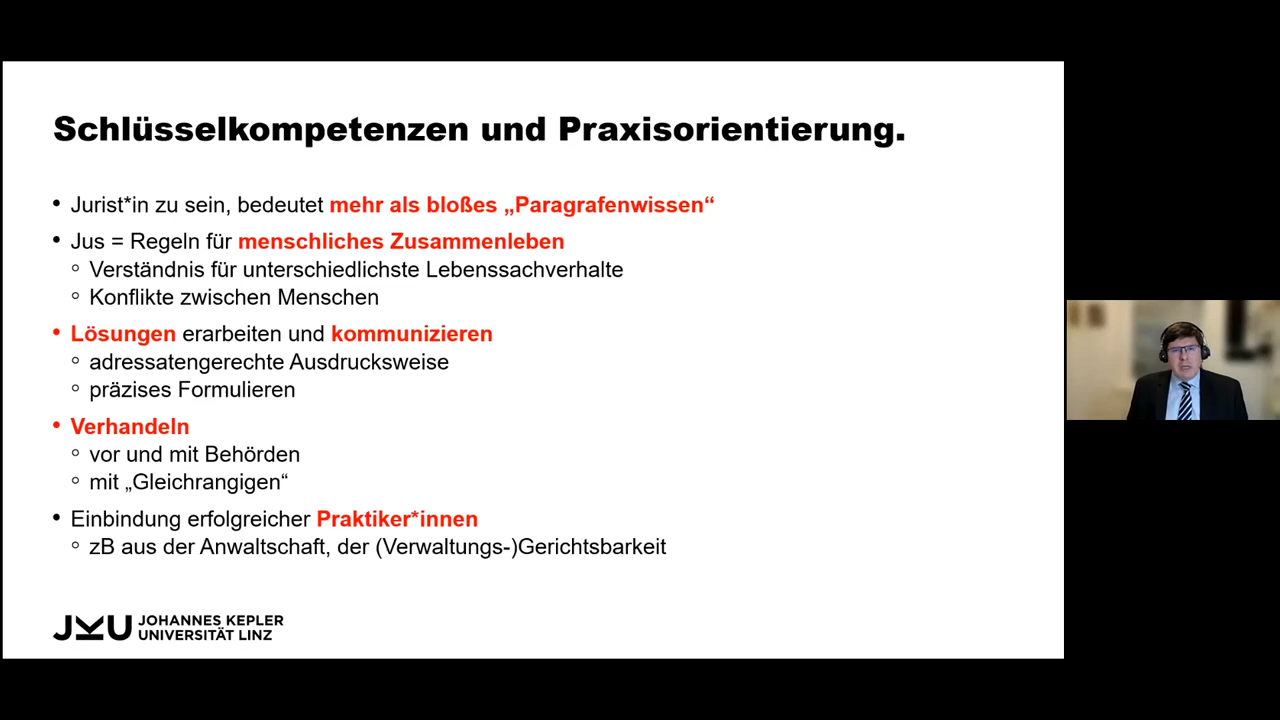 Schlüsselkompetenzen und Praxisorientierung.
• Jurist*in zu sein, bedeutet mehr als bloßes „Paragrafenwissen“
• Jus = Regeln für menschliches Zusammenleben
◦ Verständnis für unterschiedlichste Lebenssachverhalte
◦ Konflikte zwischen Menschen
• Lösungen erarbeiten und kommunizieren
◦ adressatengerechte Ausdrucksweise
◦ präzises Formulieren
• Verhandeln
◦ vor und mit Behörden
◦ mit „Gleichrangigen“
• Einbindung erfolgreicher Praktiker*innen
◦ zB aus der Anwaltschaft, der (Verwaltungs-)Gerichtsbarkeit
JKU JOHANNES KEPLER
UNIVERSITÄT LINZ